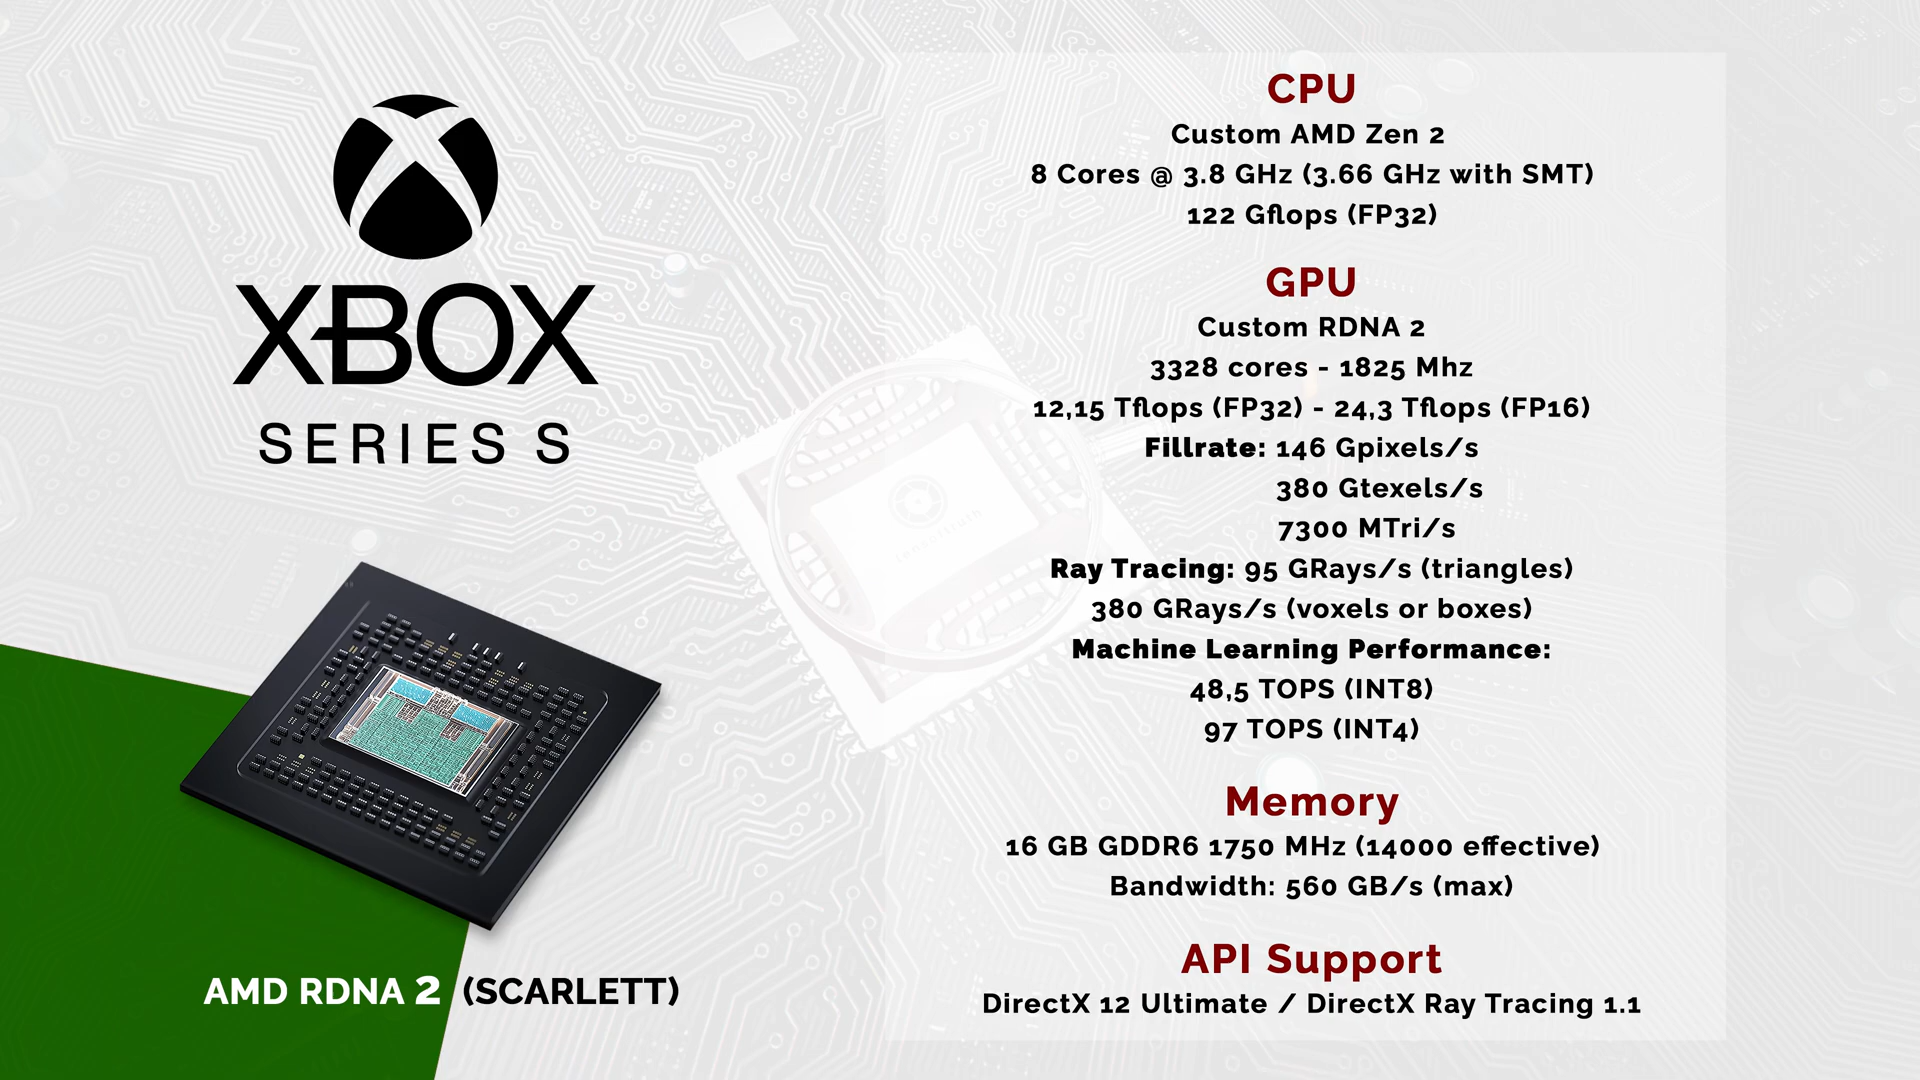 XBOX
SERIES S
AMD RDNA 2 (SCARLETT)
CPU
Custom AMD Zen 2
8 Cores @ 3.8 GHz (3.66 GHz with SMT)
122 Gflops (FP32)
GPU
Custom RDNA 2
3328 cores - 1825 Mhz
12,15 Tflops (FP32) - 24,3 Tflops (FP16)
Fillrate: 146 Gpixels/s
380 Gtexels/s
7300 MTri/s
Ray Tracing: 95 GRays/s (triangles)
380 GRays/s (voxels or boxes)
Machine Learning Performance:
48,5 TOPS (INT8)
97 TOPS (INT4)
Memory
16 GB GDDR6 1750 MHz (14000 effective)
Bandwidth: 560 GB/s (max)
API Support
DirectX 12 Ultimate / DirectX Ray Tracing 1.1